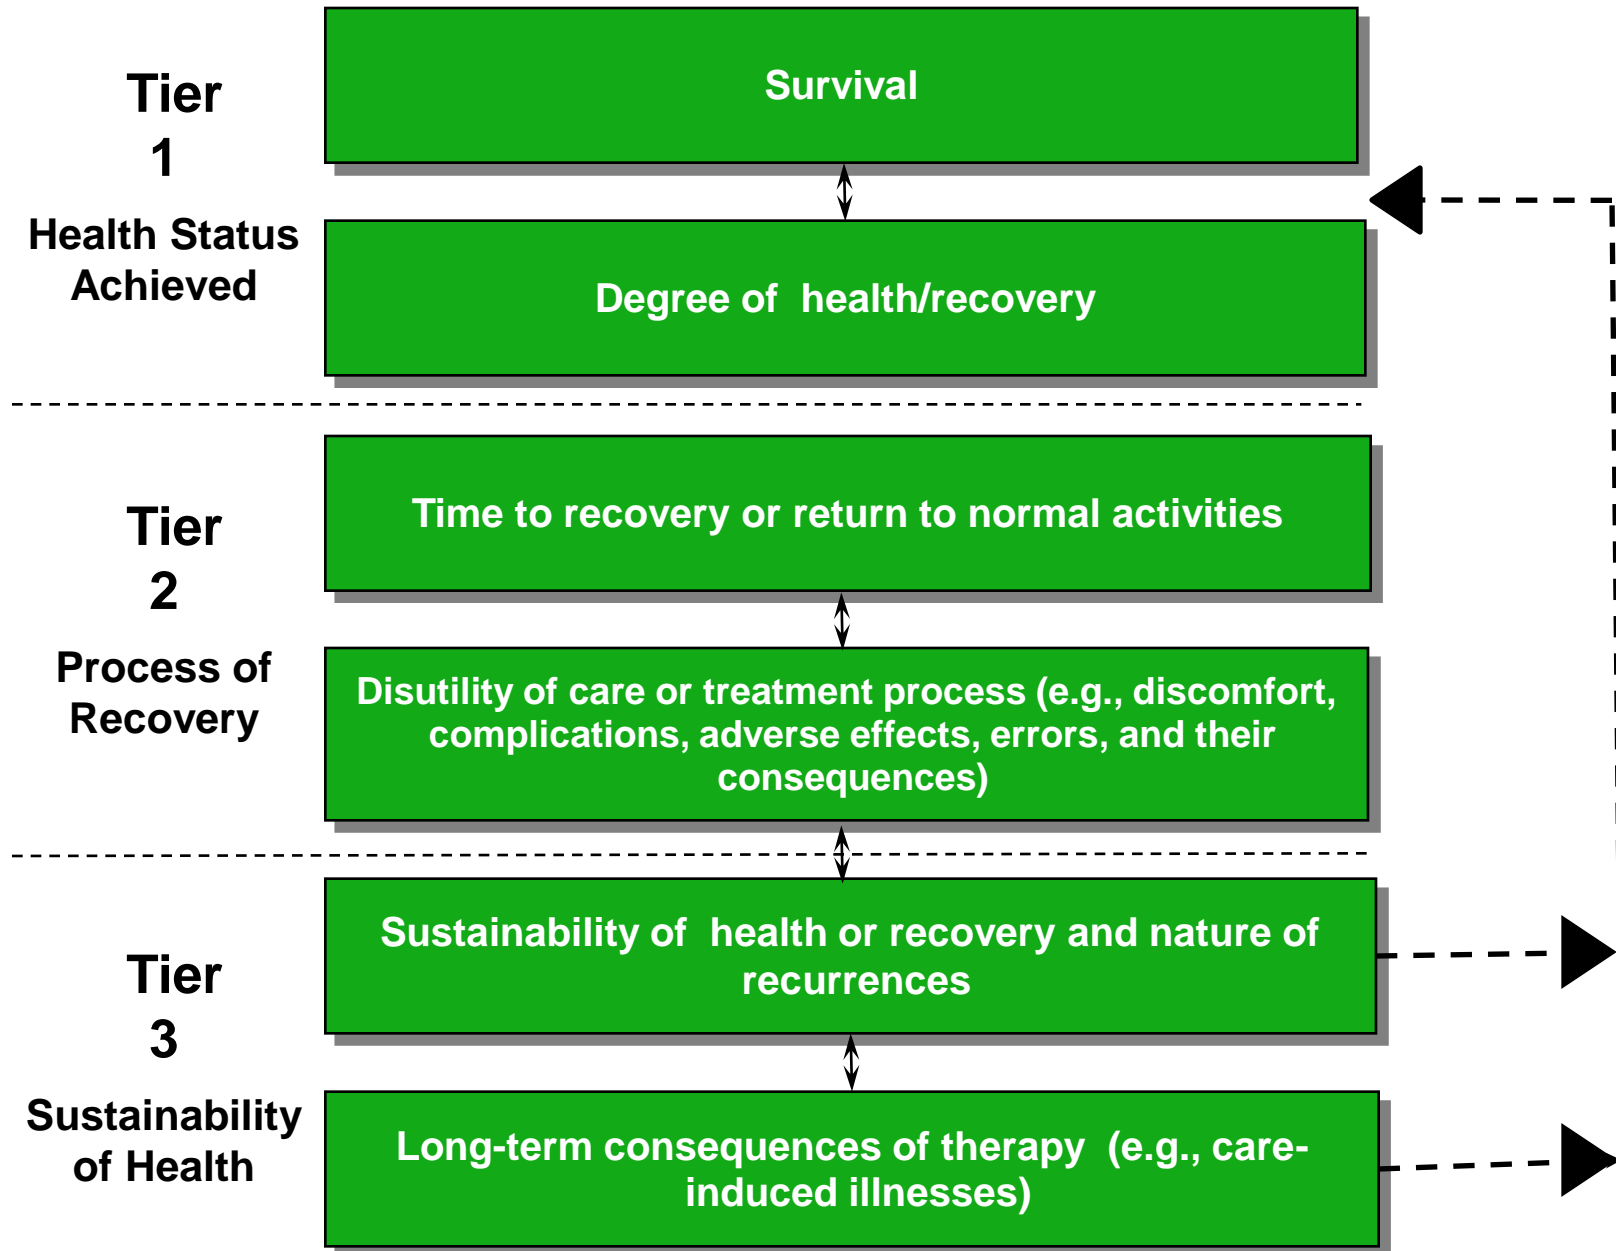 Tier
1
Health Status
Achieved
Survival
Degree of  health/recovery
Tier
2
Process of
Recovery
Time to recovery or return to normal activities
Disutility of care or treatment process (e.g., discomfort,
complications, adverse effects, errors, and their
consequences)
Tier
3
Sustainability
of Health
Sustainability of  health or recovery and nature of
recurrences
Long-term consequences of therapy  (e.g., care-
induced illnesses)